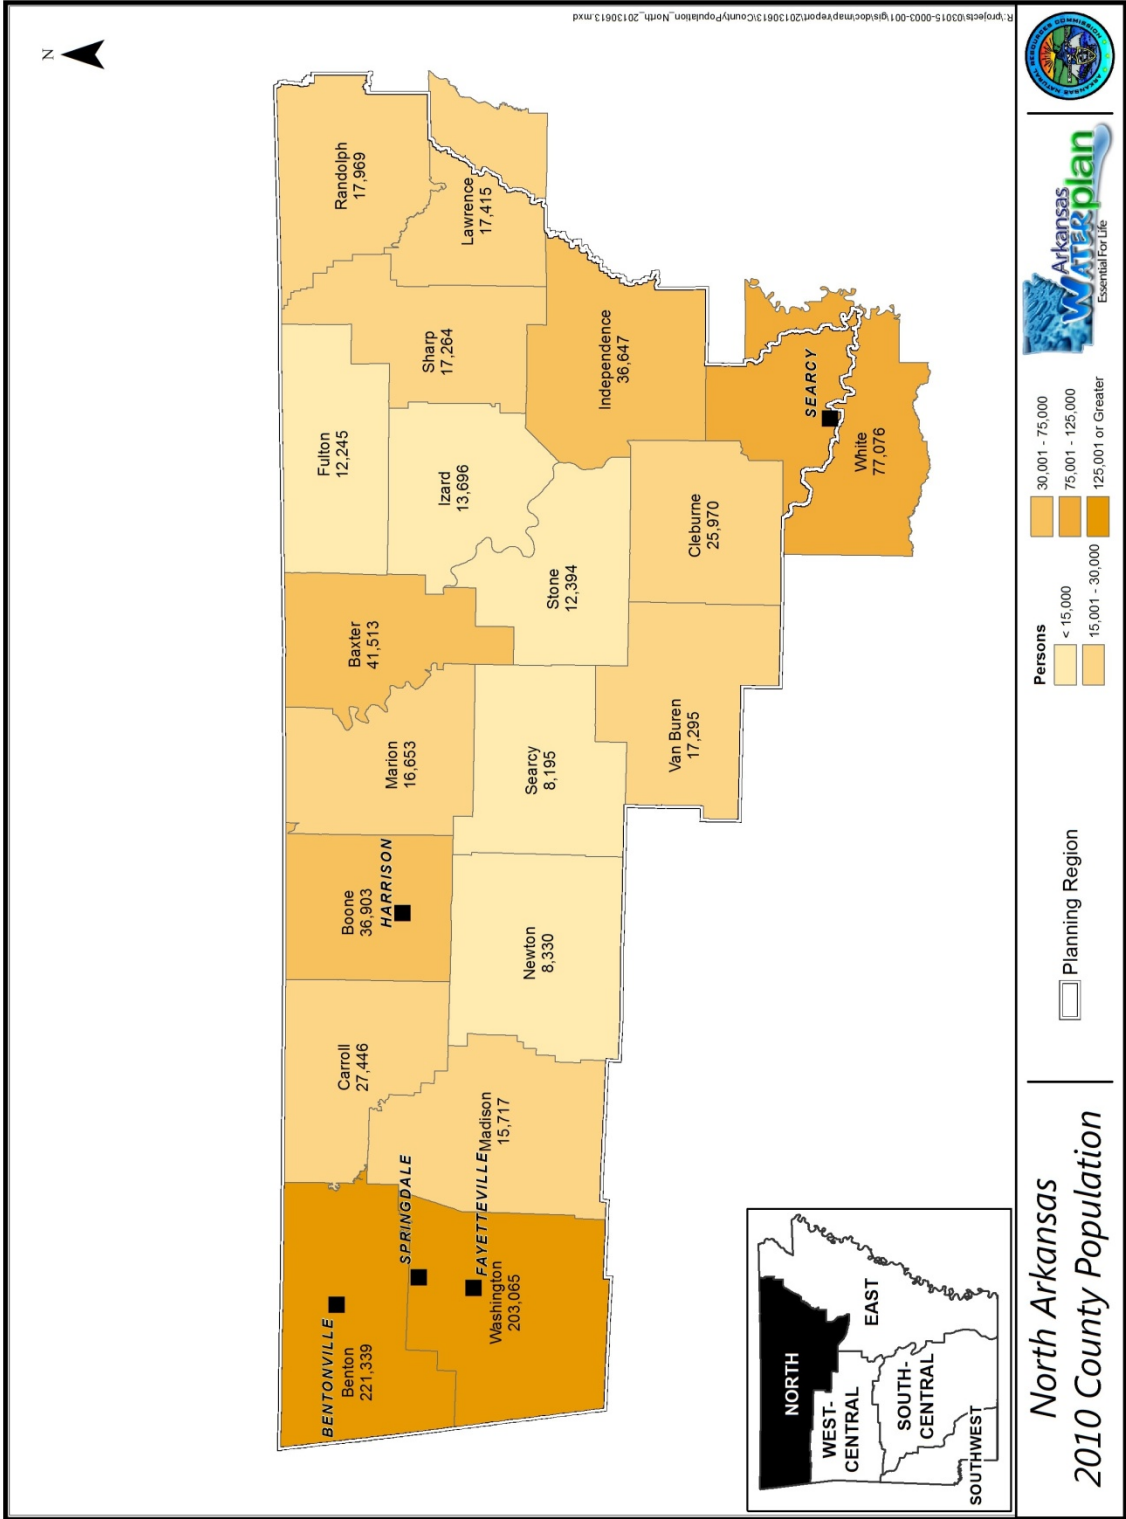 N
Randolph
17,969
Lawrence
17,415
Sharp
17,264
Fulton
12,245
Izard
13,696
Independence
36,647
SEARCY
White
77,076
Baxter
41,513
Stone
12,394
Cleburne
25,970
Marion
16,653
Searcy
8,195
Van Buren
17,295
Boone
36,903
HARRISON
Newton
8,330
Carroll
27,446
Madison
15,717
BENTONVILLE
Benton
221,339
SPRINGDALE
FAYETTEVILLE
Washington
203,065
NORTH
WEST-
CENTRAL
EAST
SOUTH-
CENTRAL
SOUTHWEST
North Arkansas
2010 County Population
Planning Region
Persons
< 15,000
15,001 - 30,000
30,001 - 75,000
75,001 - 125,000
125,001 or Greater
Arkansas
WATERplan
Essential For Life
ARKANSAS NATURAL RESOURCES COMMISSION
R:\projects\03015-0003-001\gis\doc\map\report\20130613\CountyPopulation_North_20130613.mxd